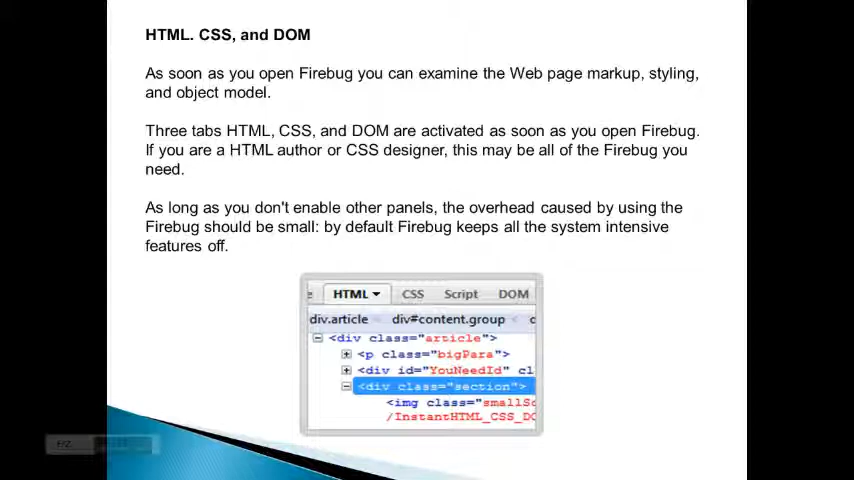 HTML. CSS, and DOM
As soon as you open Firebug you can examine the Web page markup, styling,
and object model.
Three tabs HTML, CSS, and DOM are activated as soon as you open Firebug.
If you are a HTML author or CSS designer, this may be all of the Firebug you
need.
As long as you don't enable other panels, the overhead caused by using the
Firebug should be small: by default Firebug keeps all the system intensive
features off.
HTML CSS Script DOM
div.article < div#content.group <
<div class="article">
<p class="bigPara">
<div id="YouNeedId" cl
<div class="section">
<img class="smallSc
/InstantHTML_CSS_DO